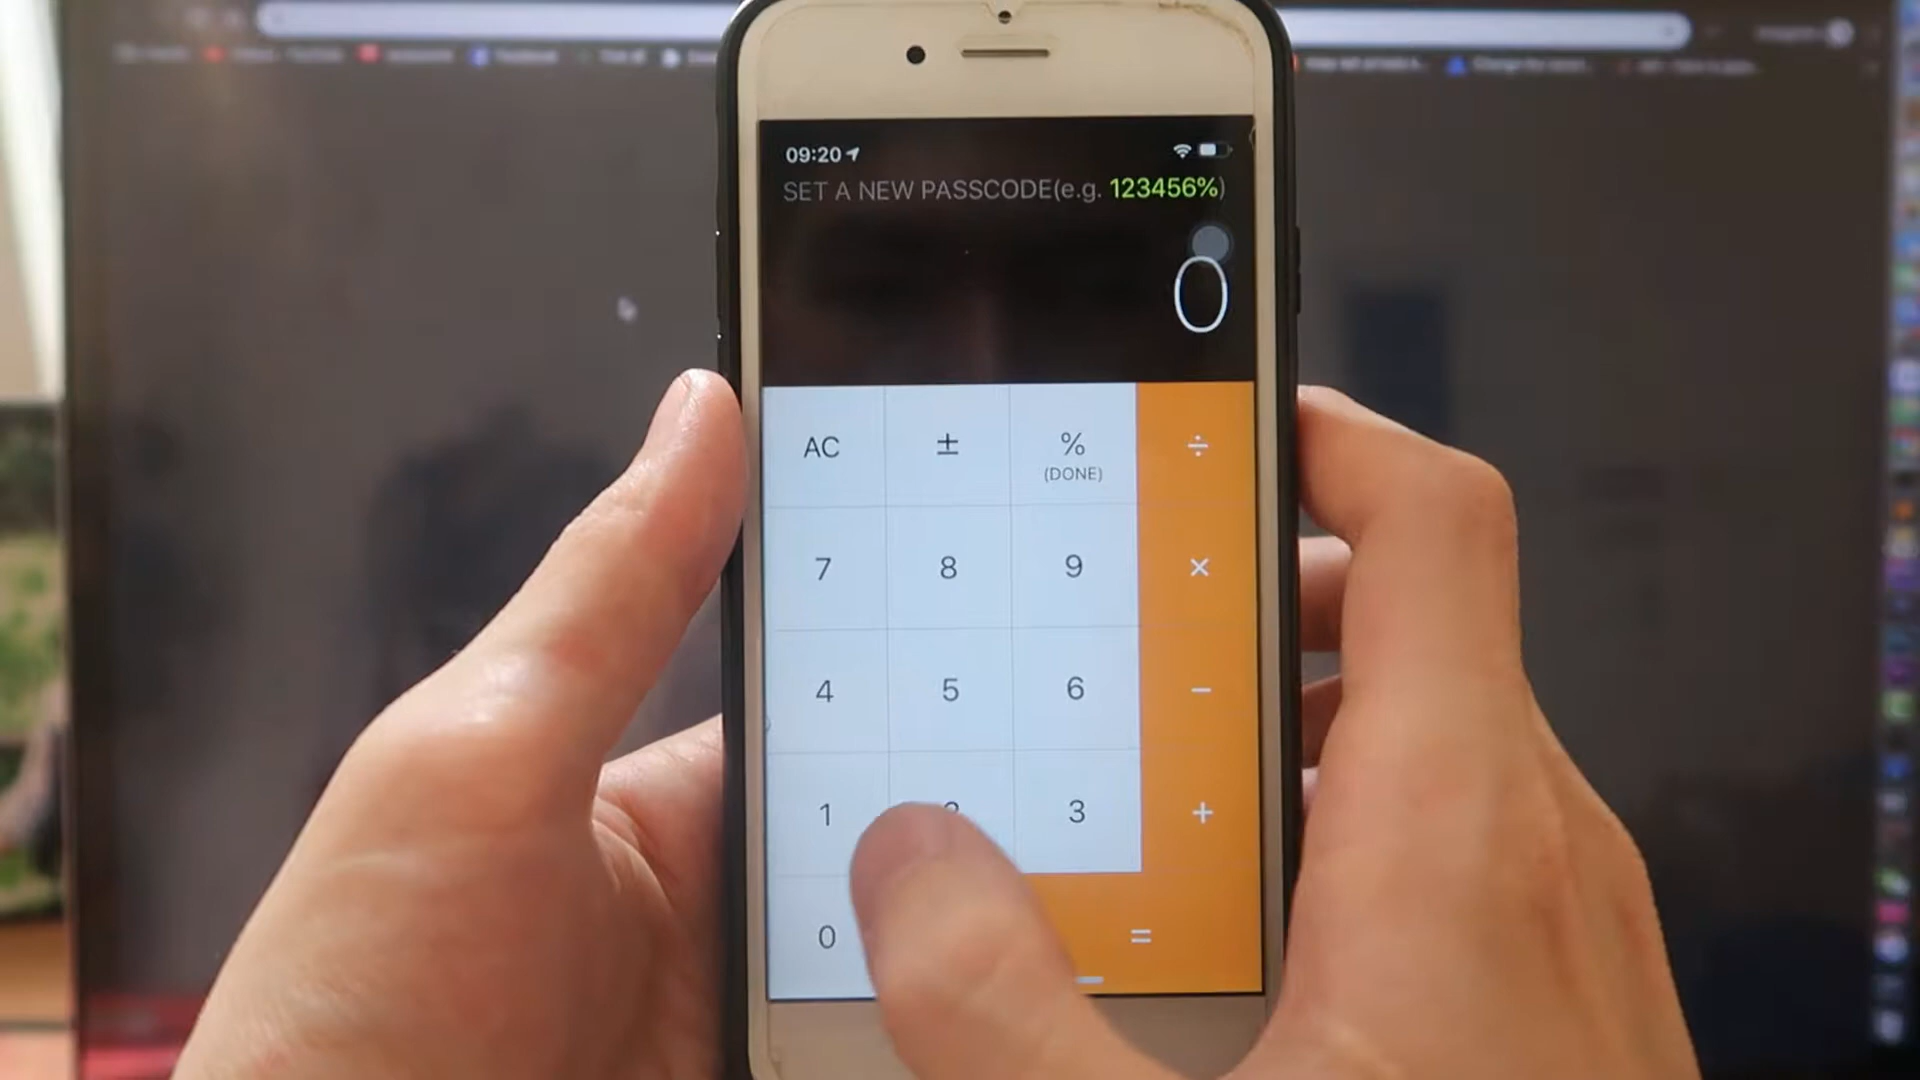 09:20
SET A NEW PASSCODE(e.g. 123456%)
0
AC ± % ÷
(DONE)
7 8 9 ×
4 5 6 −
1 3 +
0 =